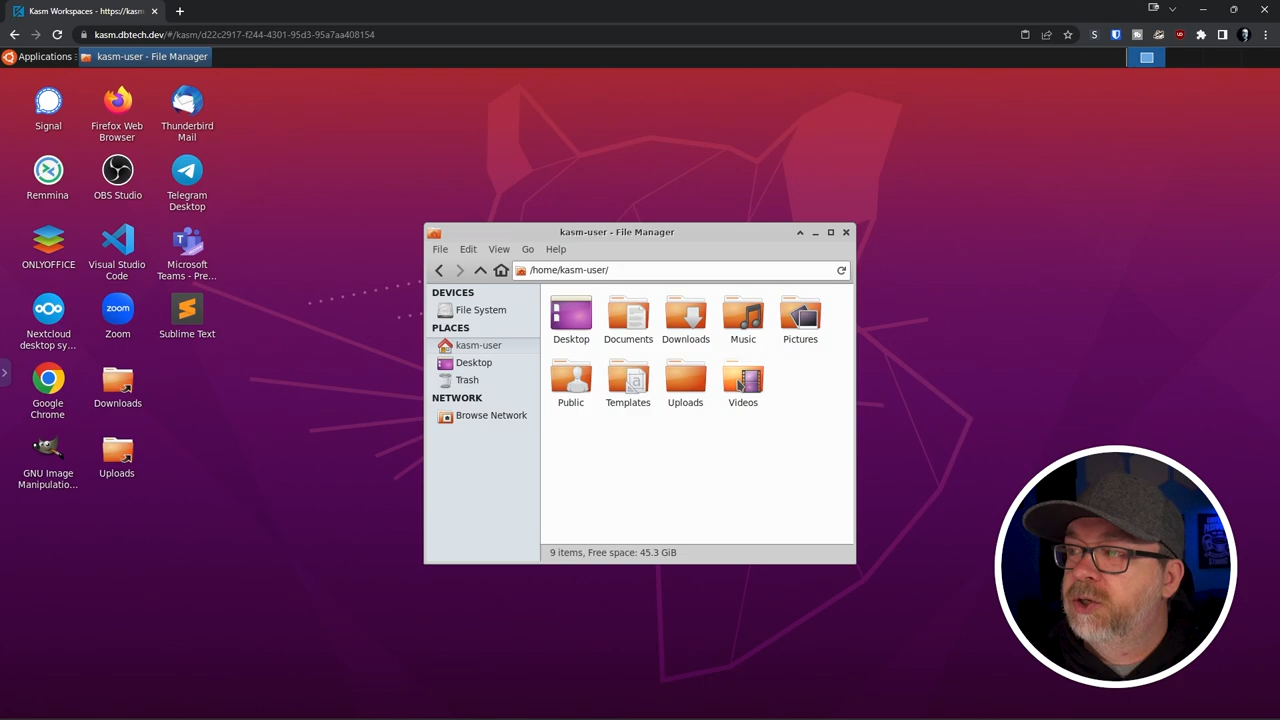 Kasm Workspaces - https://kasm
kasm.dbtech.dev/#/kasm/d22c2917-f244-4301-95d3-95a7aa408154
Applications
kasm-user - File Manager
Signal
Firefox Web
Browser
Thunderbird
Mail
Remmina
OBS Studio
Telegram
Desktop
ONLYOFFICE
Visual Studio
Code
Microsoft
Teams - Pre...
Nextcloud
desktop sy...
Zoom
Sublime Text
Google
Chrome
Downloads
GNU Image
Manipulatio...
Uploads
kasm-user - File Manager
File Edit View Go Help
/home/kasm-user/
DEVICES
File System
PLACES
kasm-user
Desktop
Trash
NETWORK
Browse Network
Desktop
Documents
Downloads
Music
Pictures
Public
Templates
Uploads
Videos
9 items, Free space: 45.3 GiB